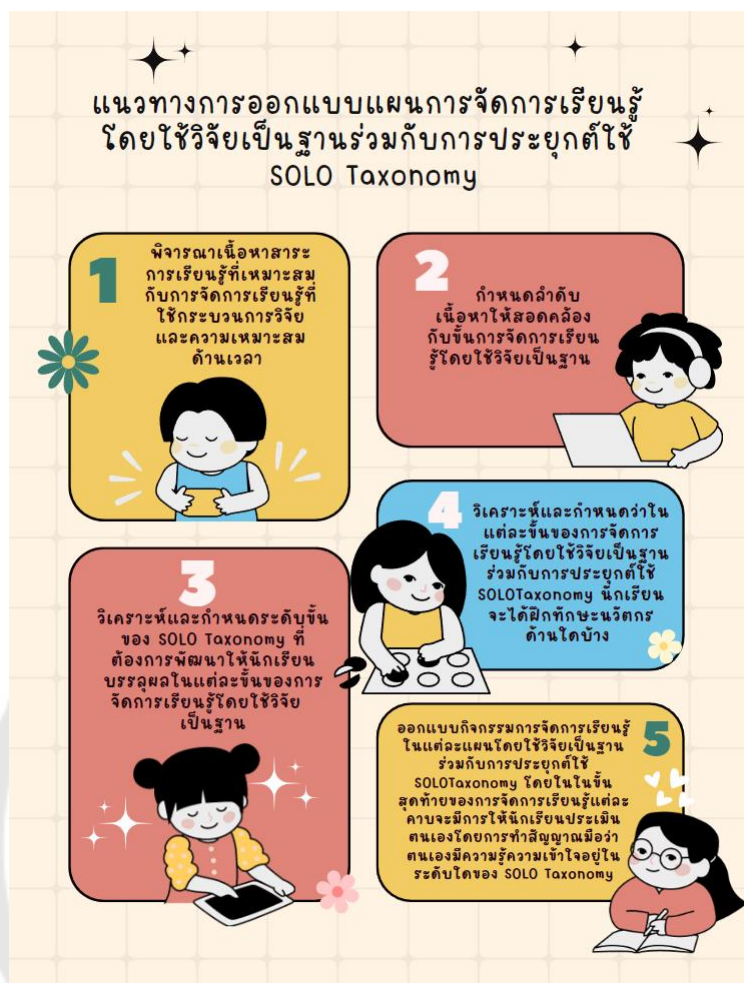 แนวทางการออกแบบแผนการจัดการเรียนรู้
โดยใช้วิจัยเป็นฐานร่วมกับการประยุกต์ใช้
SOLO Taxonomy
1
พิจารณาเนื้อหาสาระ
การเรียนรู้ที่เหมาะสม
กับการจัดการเรียนรู้ที่
ใช้กระบวนการวิจัย
และความเหมาะสม
ด้านเวลา
2
กำหนดลำดับ
เนื้อหาให้สอดคล้อง
กับขั้นการจัดการเรียน
รู้โดยใช้วิจัยเป็นฐาน
3
วิเคราะห์และกำหนดระดับขั้น
ของ SOLO Taxonomy ที่
ต้องการพัฒนาให้นักเรียน
บรรลุผลในแต่ละขั้นของการ
จัดการเรียนรู้โดยใช้วิจัย
เป็นฐาน
4
วิเคราะห์และกำหนดว่าใน
แต่ละขั้นของการจัดการ
เรียนรู้โดยใช้วิจัยเป็นฐาน
ร่วมกับการประยุกต์ใช้
SOLOTaxonomy นักเรียน
จะได้ฝึกทักษะนวัตกร
ด้านใดบ้าง
5
ออกแบบกิจกรรมการจัดการเรียนรู้
ในแต่ละแผนโดยใช้วิจัยเป็นฐาน
ร่วมกับการประยุกต์ใช้
SOLOTaxonomy โดยในในขั้น
สุดท้ายของการจัดการเรียนรู้แต่ละ
คาบจะมีการให้นักเรียนประเมิน
ตนเองโดยการทำสัญญาณมือว่า
ตนเองมีความรู้ความเข้าใจอยู่ใน
ระดับใดของ SOLO Taxonomy